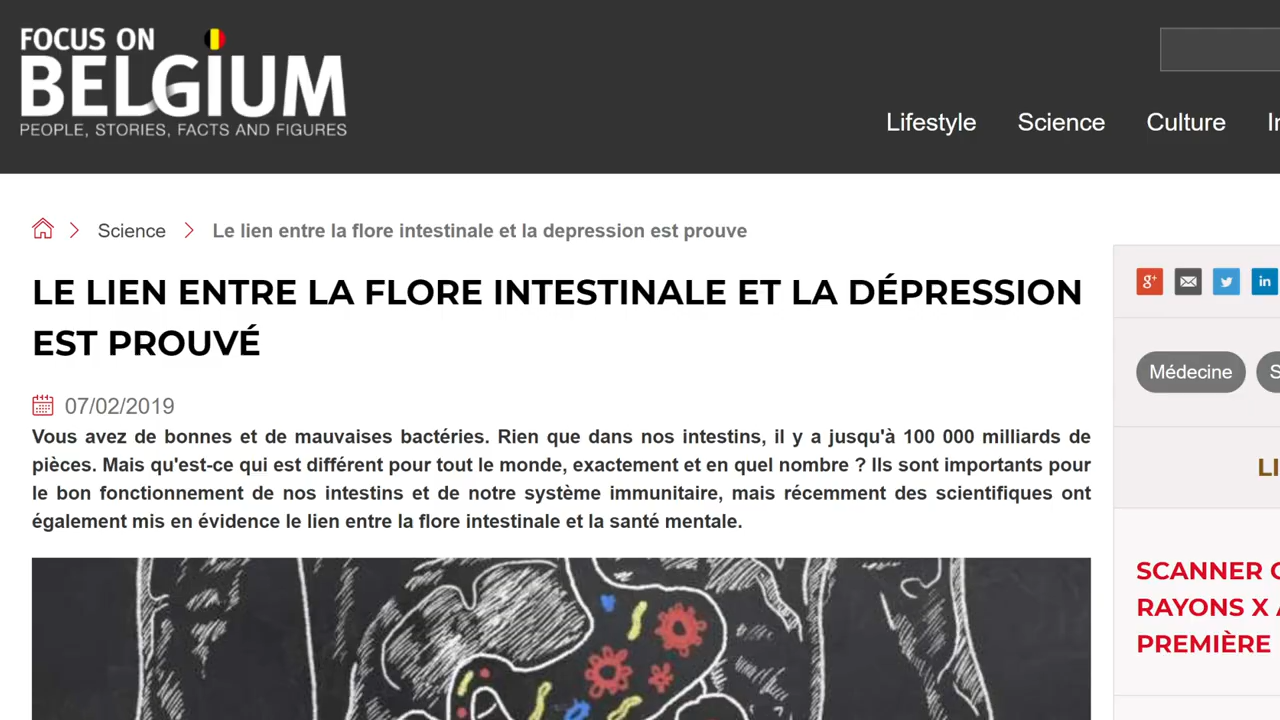 FOCUS ON
BELGIUM
PEOPLE, STORIES, FACTS AND FIGURES
Lifestyle Science Culture
Science Le lien entre la flore intestinale et la depression est prouve
LE LIEN ENTRE LA FLORE INTESTINALE ET LA DÉPRESSION
EST PROUVÉ
07/02/2019
Vous avez de bonnes et de mauvaises bactéries. Rien que dans nos intestins, il y a jusqu'à 100 000 milliards de
pièces. Mais qu'est-ce qui est différent pour tout le monde, exactement et en quel nombre ? Ils sont importants pour
le bon fonctionnement de nos intestins et de notre système immunitaire, mais récemment des scientifiques ont
également mis en évidence le lien entre la flore intestinale et la santé mentale.
g+ in
Médecine S
LI
SCANNER
RAYONS X
PREMIÈRE